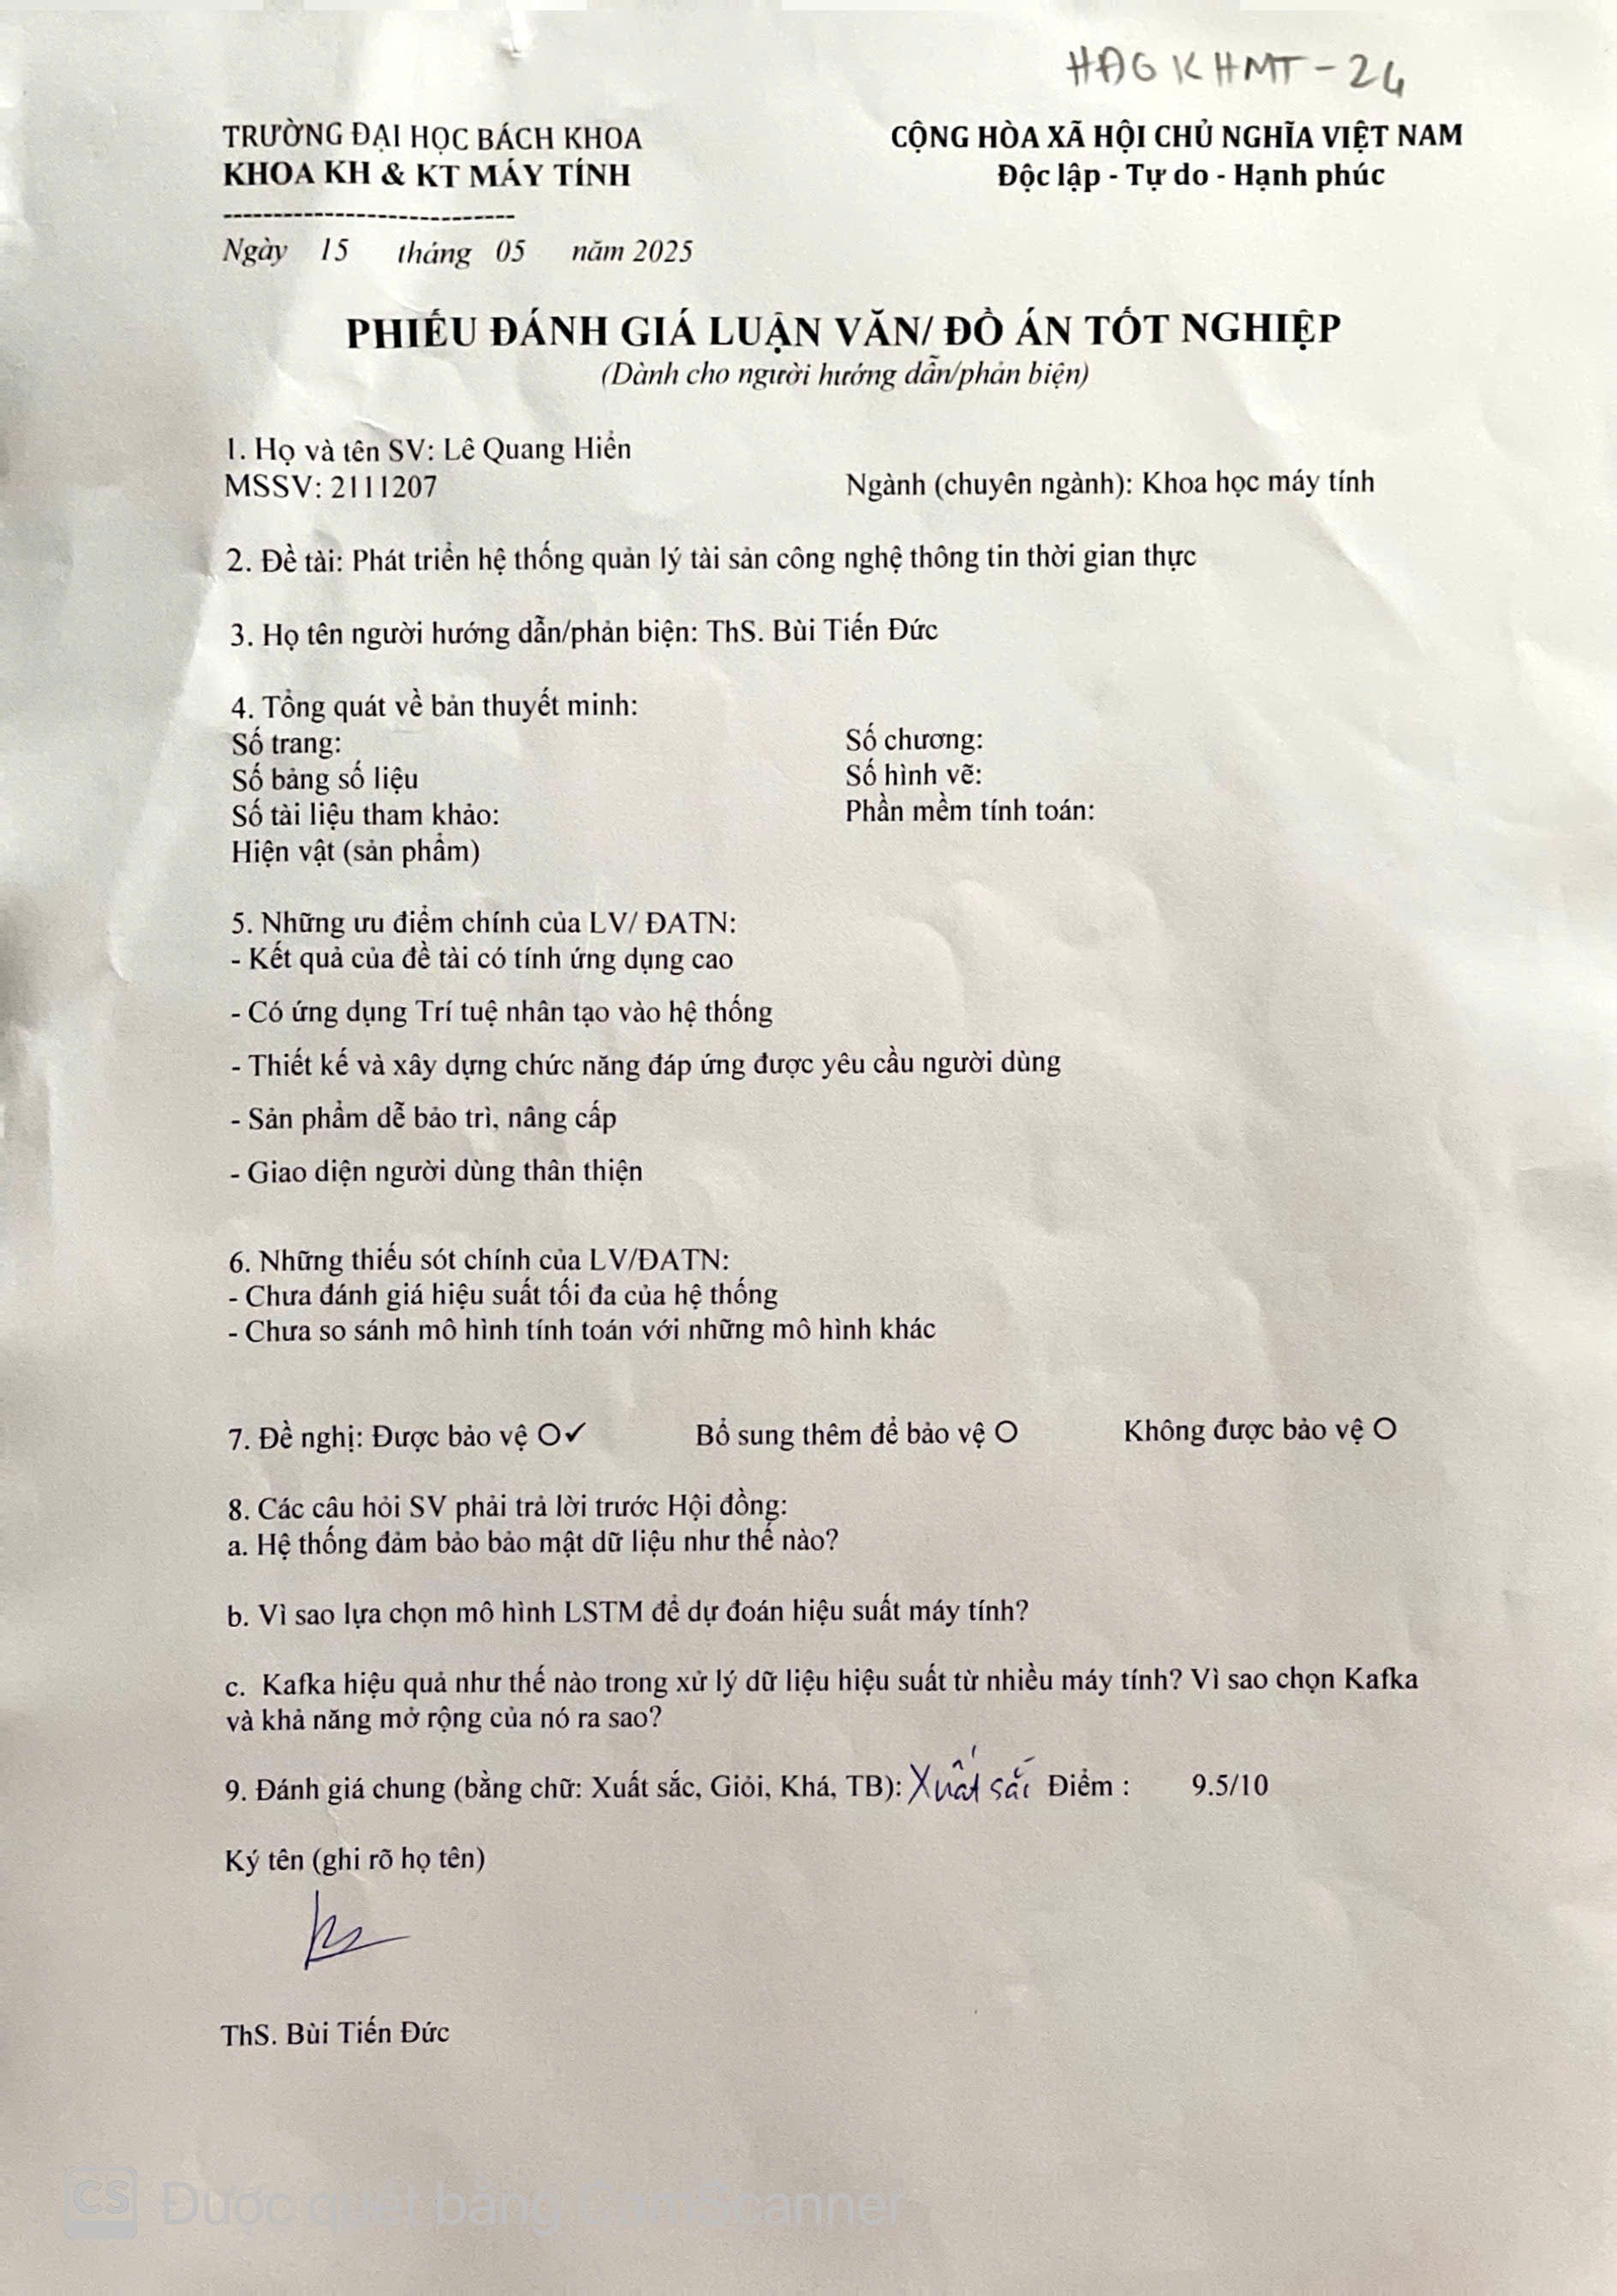 HĐG KHMT - 24
TRƯỜNG ĐẠI HỌC BÁCH KHOA
KHOA KH & KT MÁY TÍNH
-----------------------------
CỘNG HÒA XÃ HỘI CHỦ NGHĨA VIỆT NAM
Độc lập - Tự do - Hạnh phúc
Ngày 15 tháng 05 năm 2025
PHIẾU ĐÁNH GIÁ LUẬN VĂN/ ĐỒ ÁN TỐT NGHIỆP
(Dành cho người hướng dẫn/phản biện)
1. Họ và tên SV: Lê Quang Hiển
MSSV: 2111207 Ngành (chuyên ngành): Khoa học máy tính
2. Đề tài: Phát triển hệ thống quản lý tài sản công nghệ thông tin thời gian thực
3. Họ tên người hướng dẫn/phản biện: ThS. Bùi Tiến Đức
4. Tổng quát về bản thuyết minh:
Số trang: Số chương:
Số bảng số liệu Số hình vẽ:
Số tài liệu tham khảo: Phần mềm tính toán:
Hiện vật (sản phẩm)
5. Những ưu điểm chính của LV/ ĐATN:
- Kết quả của đề tài có tính ứng dụng cao
- Có ứng dụng Trí tuệ nhân tạo vào hệ thống
- Thiết kế và xây dựng chức năng đáp ứng được yêu cầu người dùng
- Sản phẩm dễ bảo trì, nâng cấp
- Giao diện người dùng thân thiện
6. Những thiếu sót chính của LV/ĐATN:
- Chưa đánh giá hiệu suất tối đa của hệ thống
- Chưa so sánh mô hình tính toán với những mô hình khác
7. Đề nghị: Được bảo vệ O✓ Bổ sung thêm để bảo vệ O Không được bảo vệ O
8. Các câu hỏi SV phải trả lời trước Hội đồng:
a. Hệ thống đảm bảo bảo mật dữ liệu như thế nào?
b. Vì sao lựa chọn mô hình LSTM để dự đoán hiệu suất máy tính?
c. Kafka hiệu quả như thế nào trong xử lý dữ liệu hiệu suất từ nhiều máy tính? Vì sao chọn Kafka
và khả năng mở rộng của nó ra sao?
9. Đánh giá chung (bằng chữ: Xuất sắc, Giỏi, Khá, TB): Xuất sắc Điểm : 9.5/10
Ký tên (ghi rõ họ tên)
ThS. Bùi Tiến Đức
CS Được quét bằng CamScanner